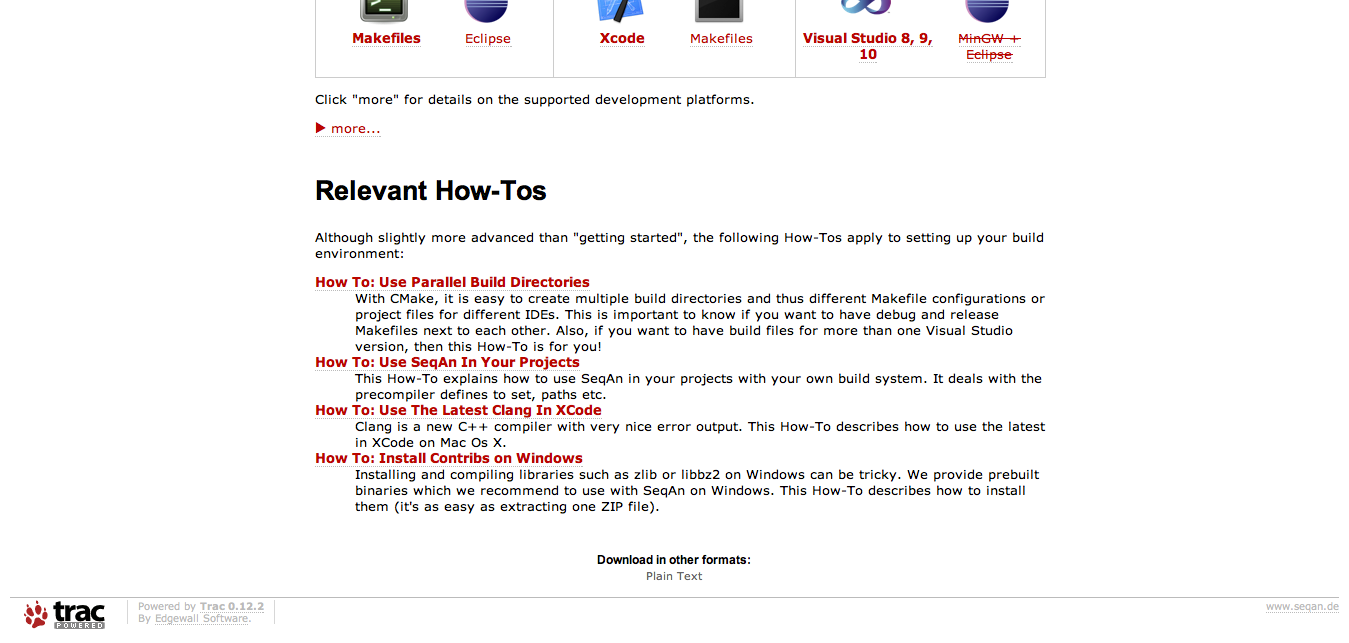 Makefiles
Eclipse
Xcode
Makefiles
Visual Studio 8, 9,
10
MinGW +
Eclipse
Click "more" for details on the supported development platforms.
more...
Relevant How-Tos
Although slightly more advanced than "getting started", the following How-Tos apply to setting up your build
environment:
How To: Use Parallel Build Directories
With CMake, it is easy to create multiple build directories and thus different Makefile configurations or
project files for different IDEs. This is important to know if you want to have debug and release
Makefiles next to each other. Also, if you want to have build files for more than one Visual Studio
version, then this How-To is for you!
How To: Use SeqAn In Your Projects
This How-To explains how to use SeqAn in your projects with your own build system. It deals with the
precompiler defines to set, paths etc.
How To: Use The Latest Clang In XCode
Clang is a new C++ compiler with very nice error output. This How-To describes how to use the latest
in XCode on Mac Os X.
How To: Install Contribs on Windows
Installing and compiling libraries such as zlib or libbz2 on Windows can be tricky. We provide prebuilt
binaries which we recommend to use with SeqAn on Windows. This How-To describes how to install
them (it's as easy as extracting one ZIP file).
Download in other formats:
Plain Text
trac
POWERED
Powered by Trac 0.12.2
By Edgewall Software.
www.seqan.de